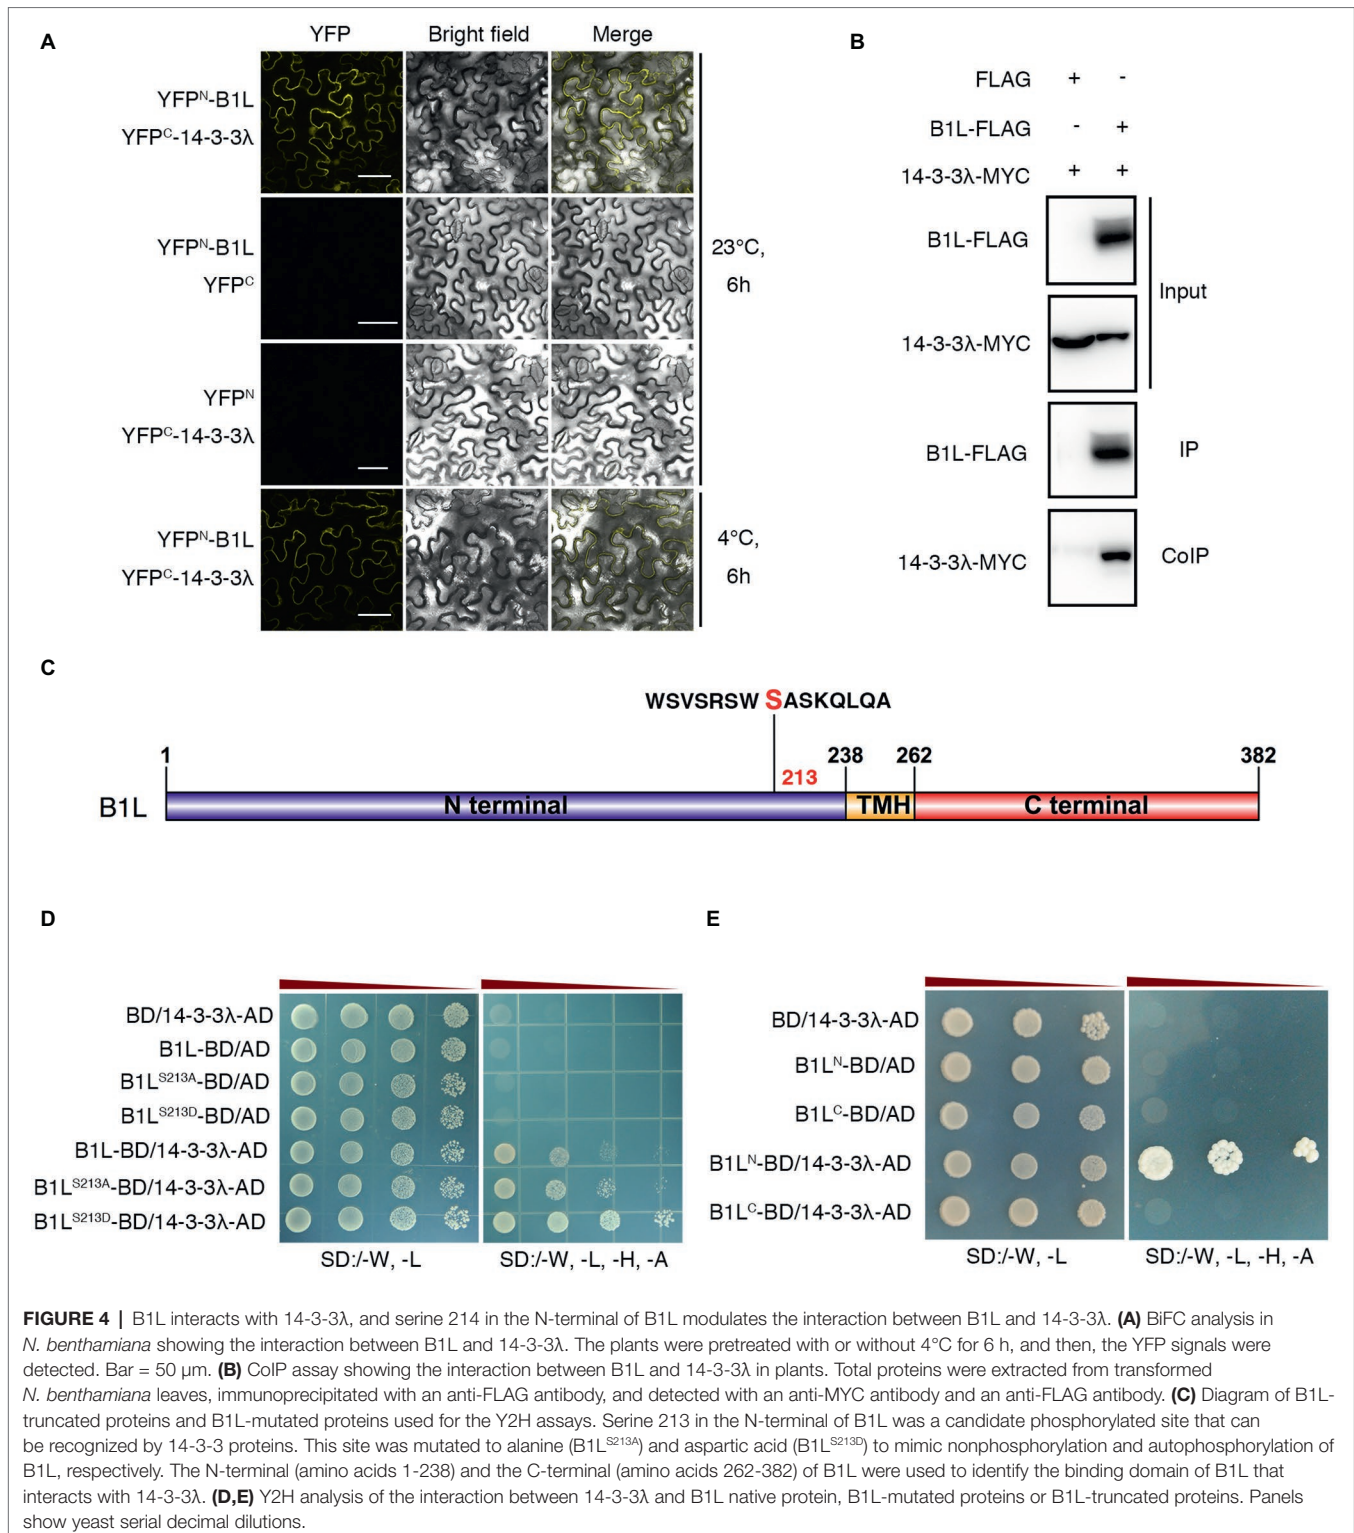 A
YFP
Bright field
Merge
YFPᴺ-B1L
YFPᶜ-14-3-3λ
YFPᴺ-B1L
YFPᶜ
23°C,
6h
YFPᴺ
YFPᶜ-14-3-3λ
YFPᴺ-B1L
YFPᶜ-14-3-3λ
4°C,
6h
B
FLAG + -
B1L-FLAG - +
14-3-3λ-MYC + +
B1L-FLAG
Input
14-3-3λ-MYC
B1L-FLAG
IP
14-3-3λ-MYC
CoIP
C
WSVSRSW SASKQLQA
1
213
238
262
382
B1L
N terminal
TMH
C terminal
D
BD/14-3-3λ-AD
B1L-BD/AD
B1Lˢ²¹³ᴬ-BD/AD
B1Lˢ²¹³ᴰ-BD/AD
B1L-BD/14-3-3λ-AD
B1Lˢ²¹³ᴬ-BD/14-3-3λ-AD
B1Lˢ²¹³ᴰ-BD/14-3-3λ-AD
SD:/-W, -L
SD:/-W, -L, -H, -A
E
BD/14-3-3λ-AD
B1Lᴺ-BD/AD
B1Lᶜ-BD/AD
B1Lᴺ-BD/14-3-3λ-AD
B1Lᶜ-BD/14-3-3λ-AD
SD:/-W, -L
SD:/-W, -L, -H, -A
FIGURE 4 | B1L interacts with 14-3-3λ, and serine 214 in the N-terminal of B1L modulates the interaction between B1L and 14-3-3λ. (A) BiFC analysis in
N. benthamiana showing the interaction between B1L and 14-3-3λ. The plants were pretreated with or without 4°C for 6 h, and then, the YFP signals were
detected. Bar = 50 μm. (B) CoIP assay showing the interaction between B1L and 14-3-3λ in plants. Total proteins were extracted from transformed
N. benthamiana leaves, immunoprecipitated with an anti-FLAG antibody, and detected with an anti-MYC antibody and an anti-FLAG antibody. (C) Diagram of B1L-
truncated proteins and B1L-mutated proteins used for the Y2H assays. Serine 213 in the N-terminal of B1L was a candidate phosphorylated site that can
be recognized by 14-3-3 proteins. This site was mutated to alanine (B1Lˢ²¹³ᴬ) and aspartic acid (B1Lˢ²¹³ᴰ) to mimic nonphosphorylation and autophosphorylation of
B1L, respectively. The N-terminal (amino acids 1-238) and the C-terminal (amino acids 262-382) of B1L were used to identify the binding domain of B1L that
interacts with 14-3-3λ. (D,E) Y2H analysis of the interaction between 14-3-3λ and B1L native protein, B1L-mutated proteins or B1L-truncated proteins. Panels
show yeast serial decimal dilutions.